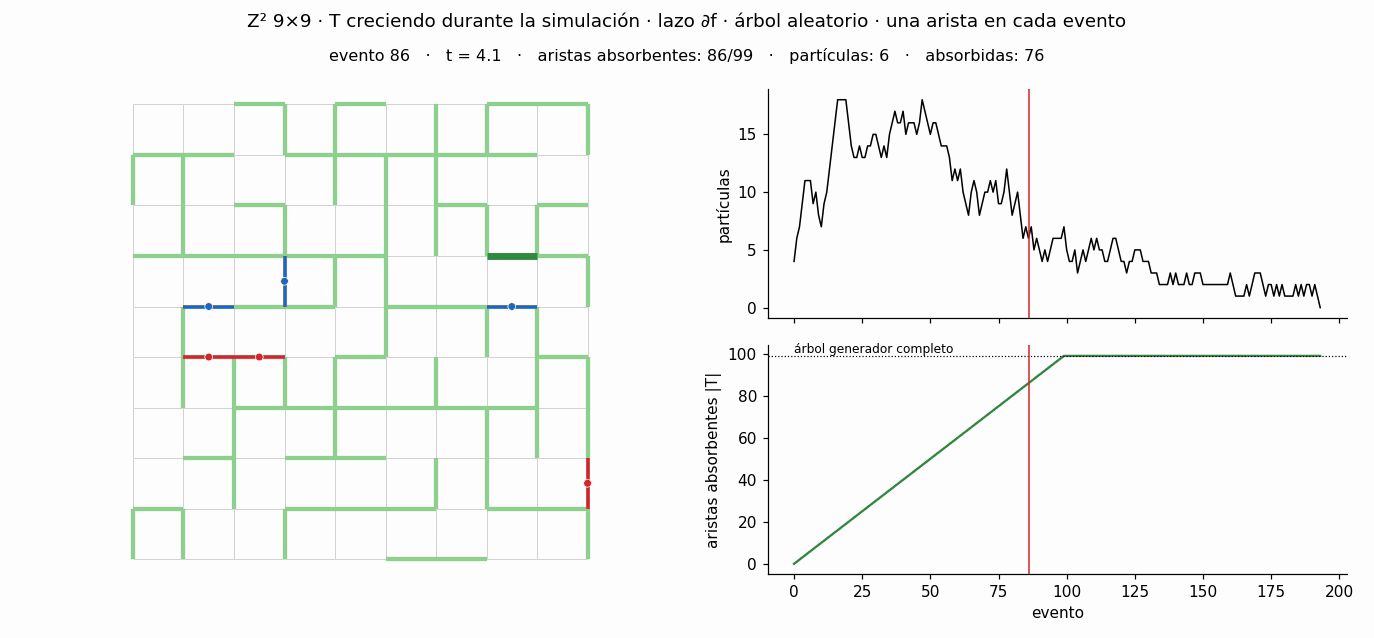 Z² 9×9 · T creciendo durante la simulación · lazo ∂f · árbol aleatorio · una arista en cada evento
evento 86 · t = 4.1 · aristas absorbentes: 86/99 · partículas: 6 · absorbidas: 76
15
10
5
0
partículas
árbol generador completo
100
80
60
40
20
0
aristas absorbentes |T|
0 25 50 75 100 125 150 175 200
evento